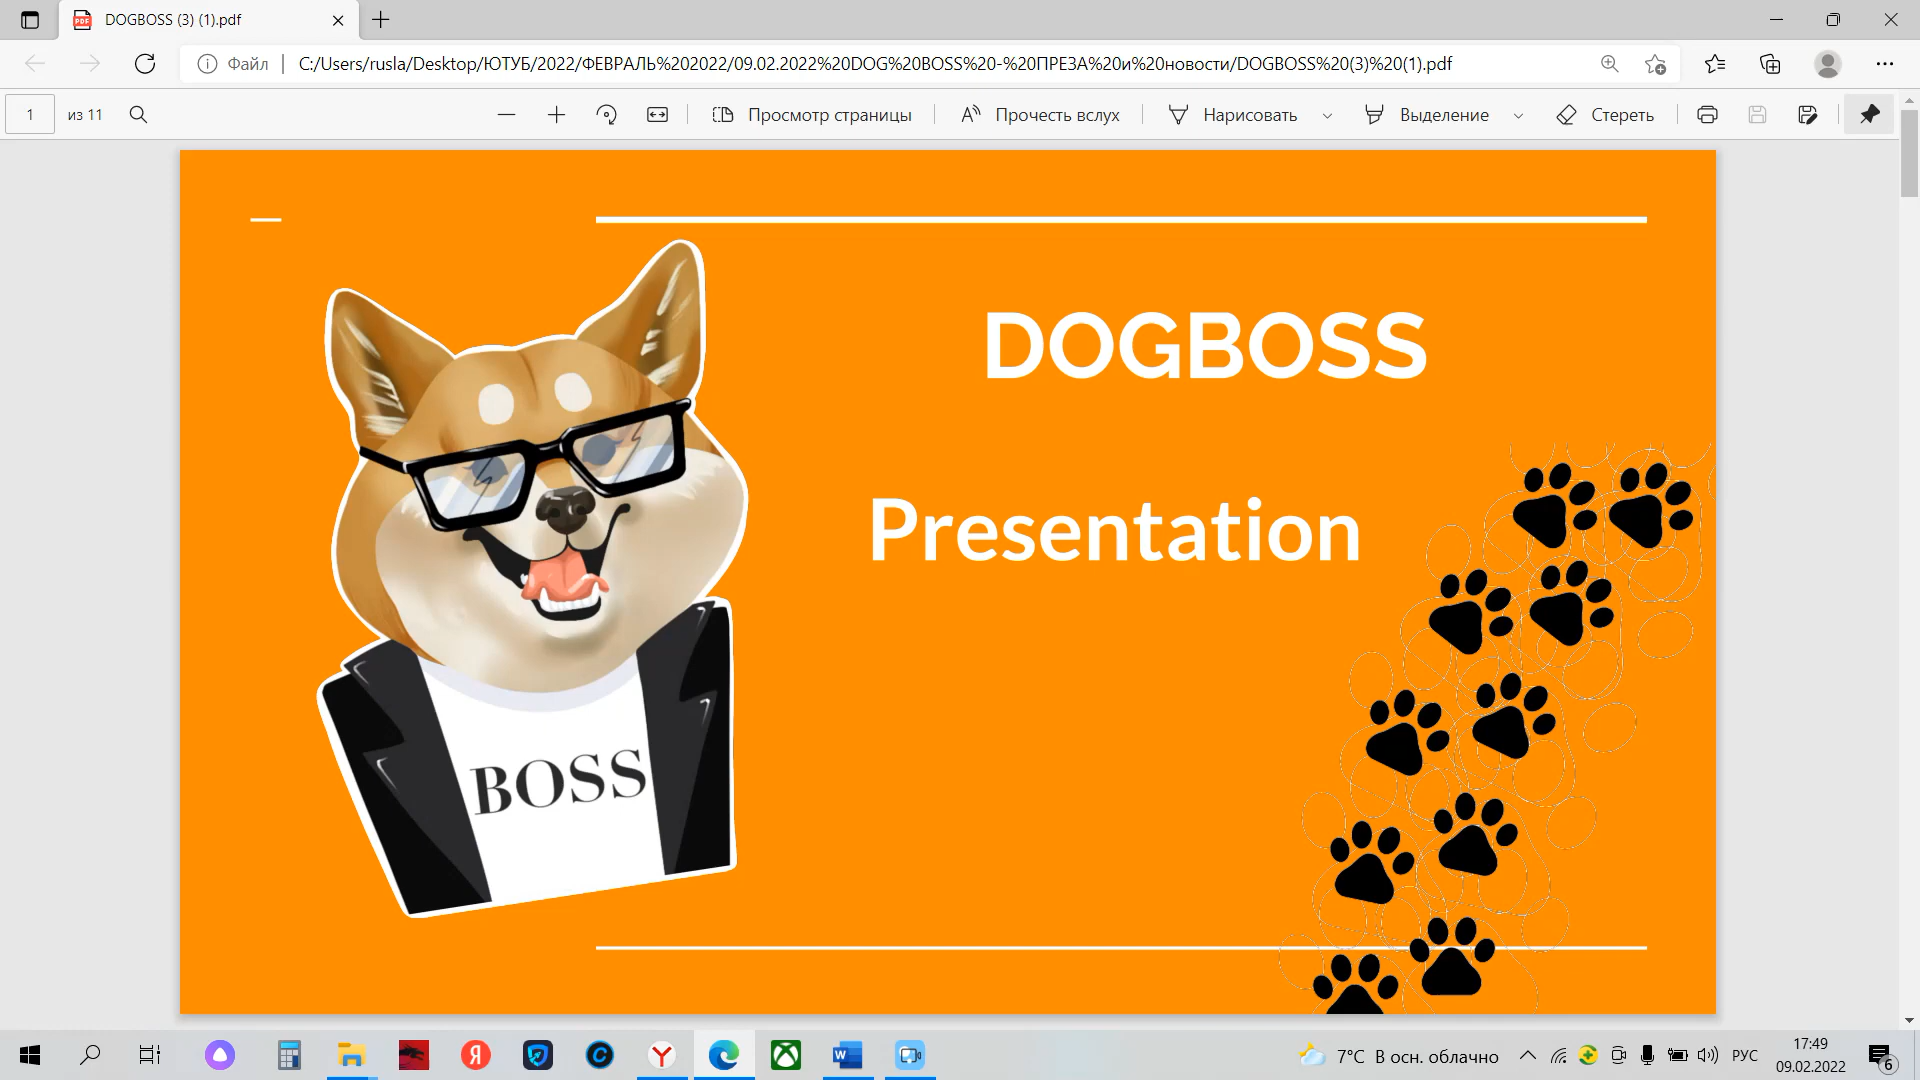 DOGBOSS (3) (1).pdf
Файл
C:/Users/rusla/Desktop/ЮТУБ/2022/ФЕВРАЛЬ%202022/09.02.2022%20DOG%20BOSS%20-%20ПРЕЗА%20и%20новости/DOGBOSS%20(3)%20(1).pdf
1 из 11
Просмотр страницы
Прочесть вслух
Нарисовать
Выделение
Стереть
DOGBOSS
Presentation
BOSS
7°C В осн. облачно
РУС
17:49
09.02.2022
6